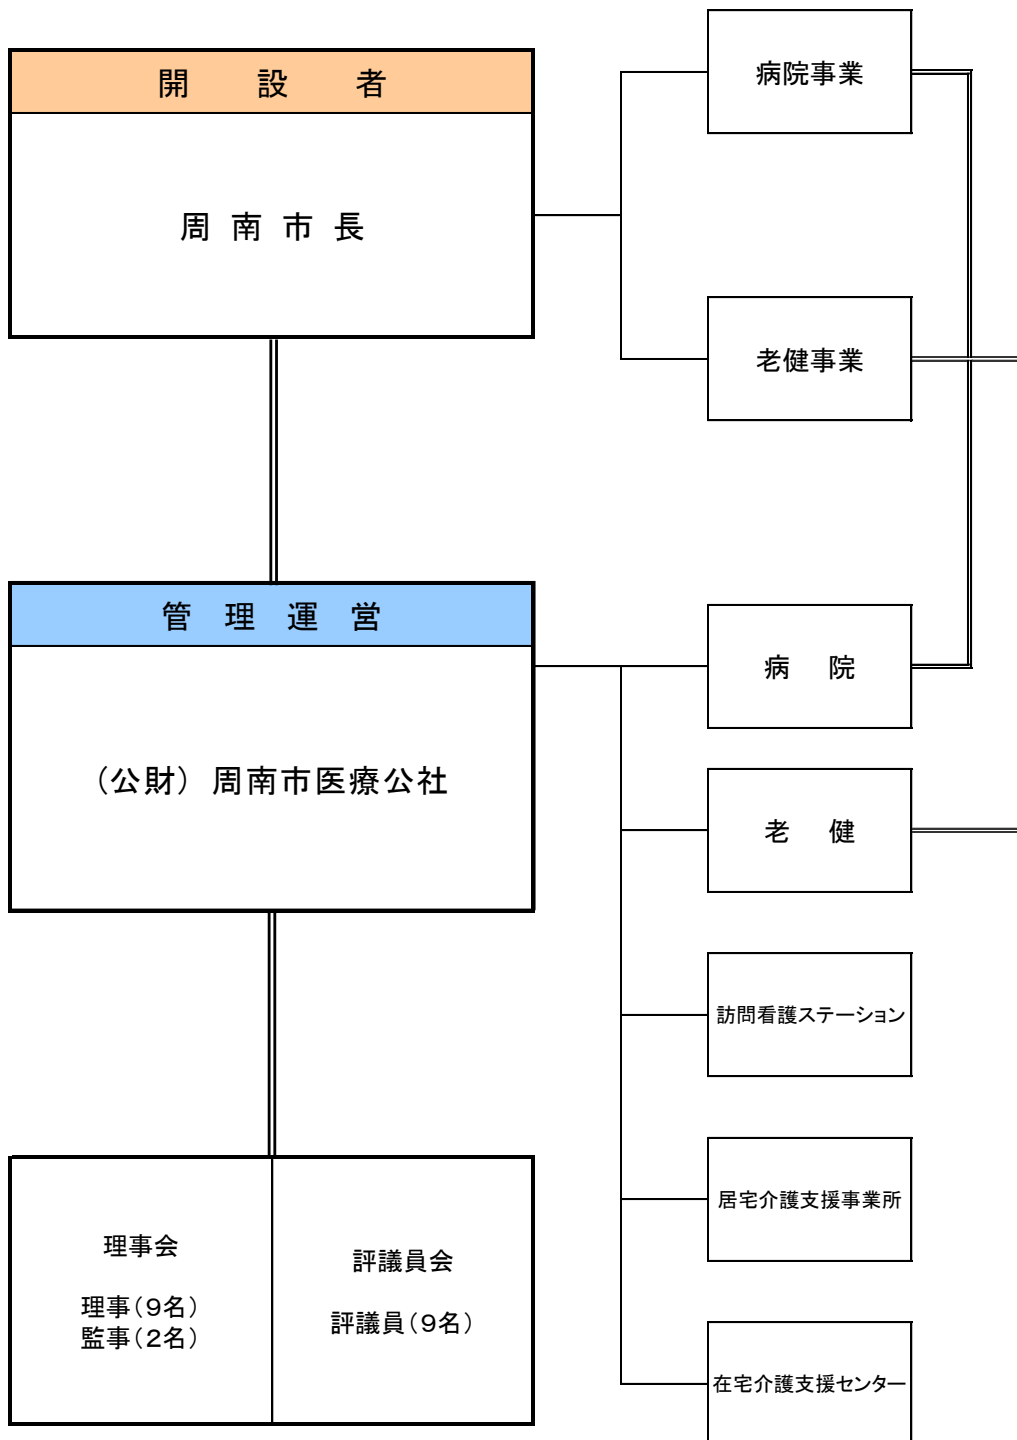 開設者
周南市長
病院事業
老健事業
管理運営
（公財）周南市医療公社
病院
老健
訪問看護ステーション
居宅介護支援事業所
在宅介護支援センター
理事会
理事（９名）
監事（２名）
評議員会
評議員（９名）